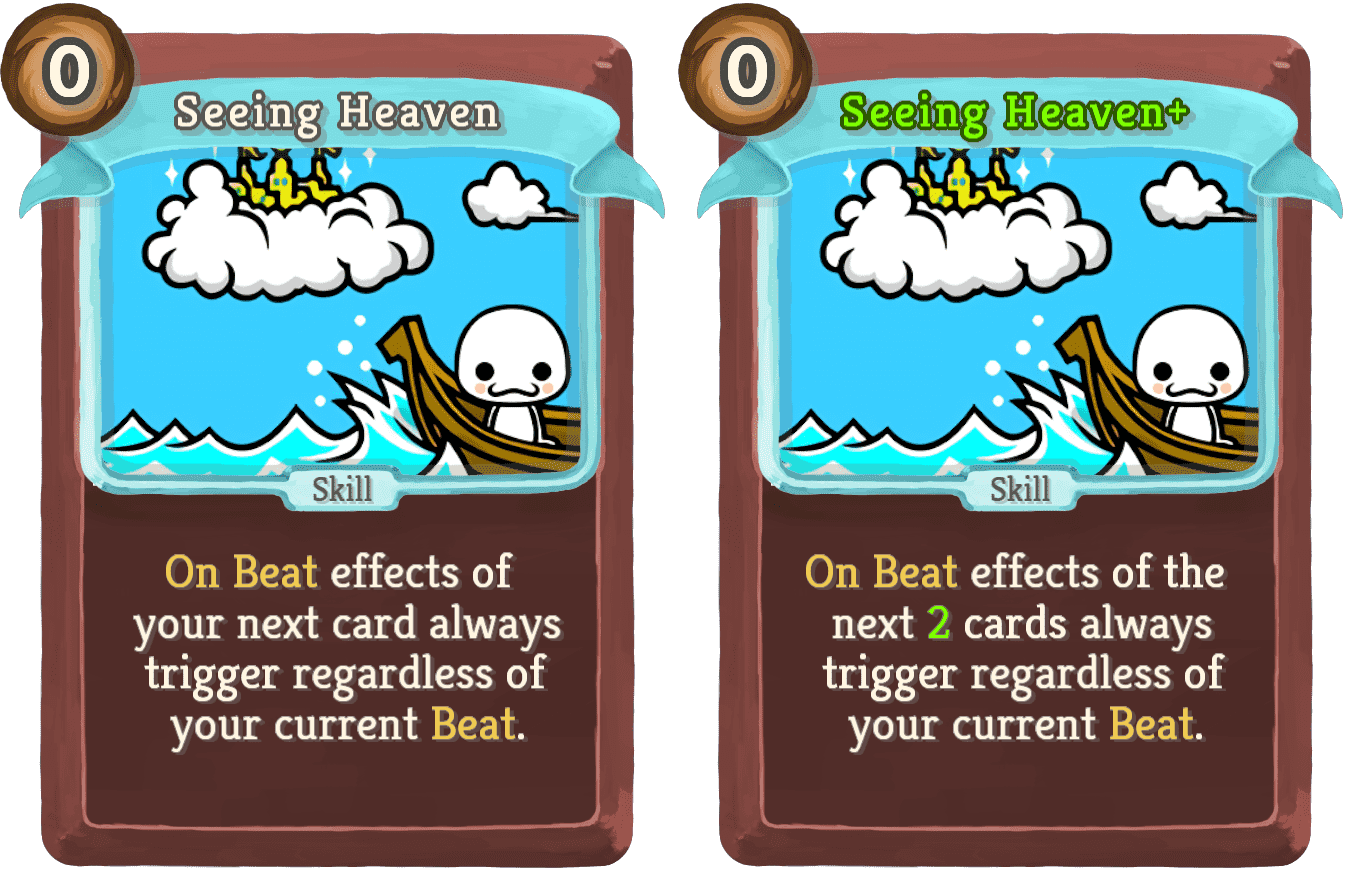 0
Seeing Heaven
Skill
On Beat effects of
your next card always
trigger regardless of
your current Beat.
0
Seeing Heaven+
Skill
On Beat effects of the
next 2 cards always
trigger regardless of
your current Beat.